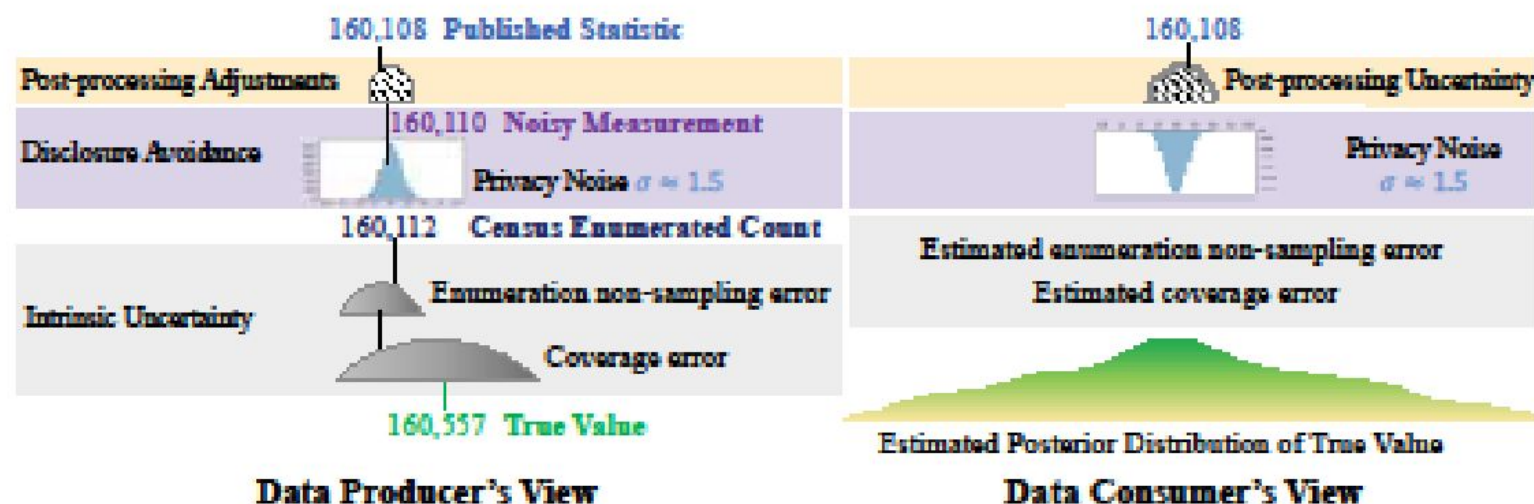 160,108 Published Statistic
Post-processing Adjustments
160,110 Noisy Measurement
Disclosure Avoidance
Privacy Noise σ ≈ 1.5
160,112 Census Enumerated Count
Enumeration non-sampling error
Intrinsic Uncertainty
Coverage error
160,557 True Value
Data Producer's View
160,108
Post-processing Uncertainty
Privacy Noise
σ ≈ 1.5
Estimated enumeration non-sampling error
Estimated coverage error
Estimated Posterior Distribution of True Value
Data Consumer's View